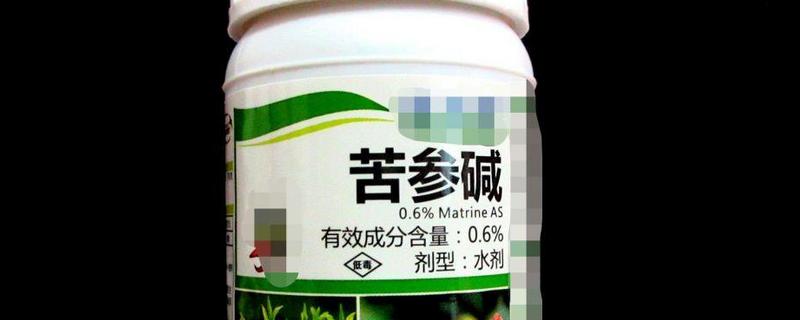 苦参碱
0.6% Matrine AS
有效成分含量：0.6%
低毒
剂型：水剂